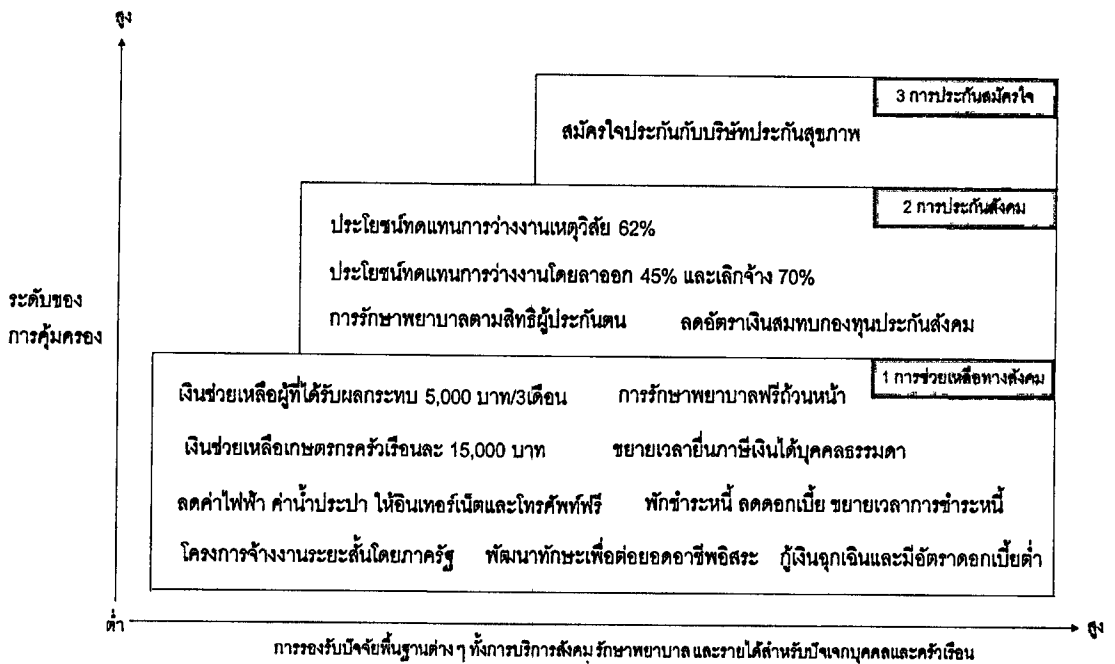 สูง
3 การประกันสมัครใจ
สมัครใจประกันกับบริษัทประกันสุขภาพ
2 การประกันสังคม
ประโยชน์ทดแทนการว่างงานเหตุวิสัย 62%
ประโยชน์ทดแทนการว่างงานโดยลาออก 45% และเลิกจ้าง 70%
การรักษาพยาบาลตามสิทธิผู้ประกันตน ลดอัตราเงินสมทบกองทุนประกันสังคม
ระดับของ
การคุ้มครอง
1 การช่วยเหลือทางสังคม
เงินช่วยเหลือผู้ที่ได้รับผลกระทบ 5,000 บาท/3เดือน การรักษาพยาบาลฟรีถ้วนหน้า
เงินช่วยเหลือเกษตรกรครัวเรือนละ 15,000 บาท ขยายเวลายื่นภาษีเงินได้บุคคลธรรมดา
ลดค่าไฟฟ้า ค่าน้ำประปา ให้อินเทอร์เน็ตและโทรศัพท์ฟรี พักชำระหนี้ ลดดอกเบี้ย ขยายเวลาการชำระหนี้
โครงการจ้างงานระยะสั้นโดยภาครัฐ พัฒนาทักษะเพื่อต่อยอดอาชีพอิสระ กู้เงินฉุกเฉินและมีอัตราดอกเบี้ยต่ำ
ต่ำ สูง
การรองรับปัจจัยพื้นฐานต่าง ๆ ทั้งการบริการสังคม รักษาพยาบาล และรายได้สำหรับปัจเจกบุคคลและครัวเรือน